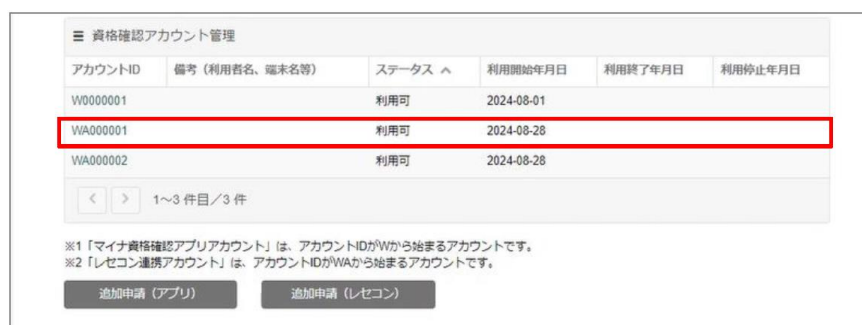 ☰ 資格確認アカウント管理
アカウントID 備考（利用者名、端末名等） ステータス ∧ 利用開始年月日 利用終了年月日 利用停止年月日
W0000001 利用可 2024-08-01
WA000001 利用可 2024-08-28
WA000002 利用可 2024-08-28
< > 1～3 件目／3 件
※1「マイナ資格確認アプリアカウント」は、アカウントIDがWから始まるアカウントです。
※2「レセコン連携アカウント」は、アカウントIDがWAから始まるアカウントです。
追加申請（アプリ） 追加申請（レセコン）